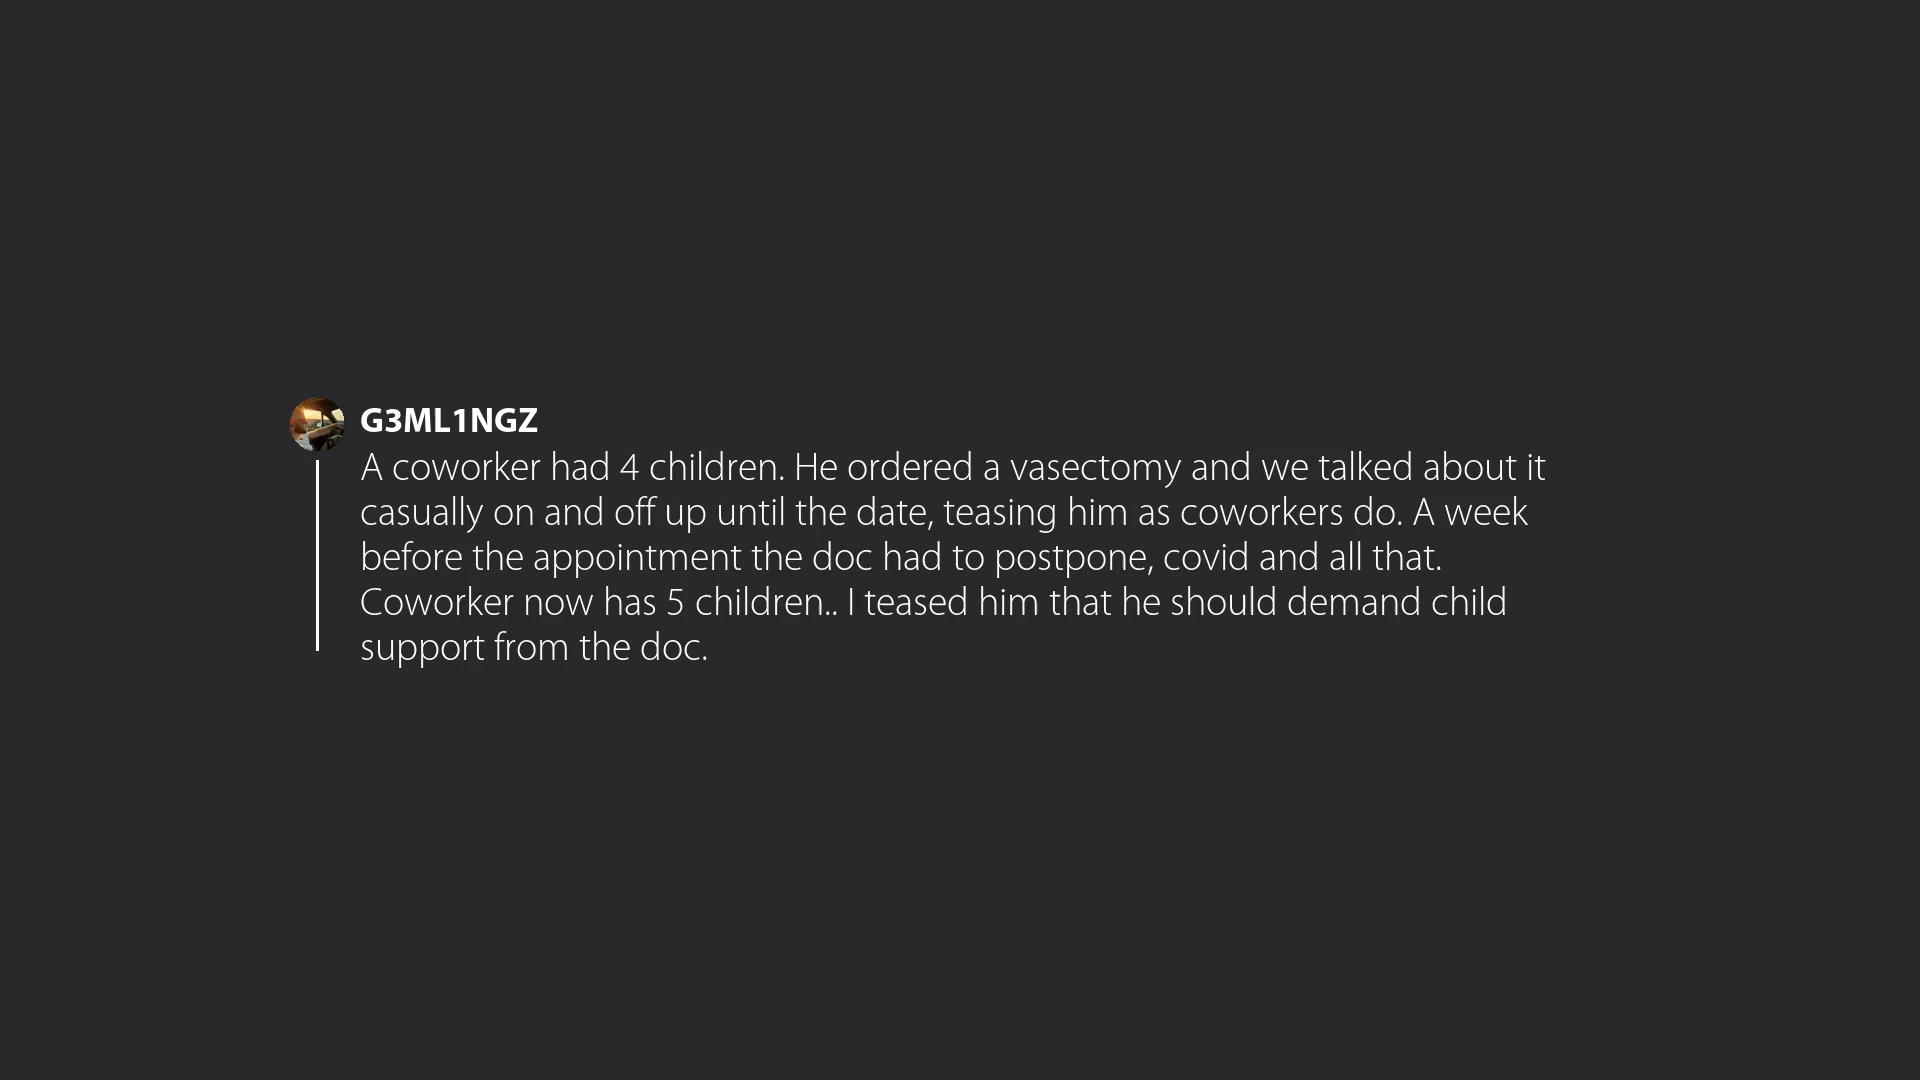 G3ML1NGZ
A coworker had 4 children. He ordered a vasectomy and we talked about it
casually on and off up until the date, teasing him as coworkers do. A week
before the appointment the doc had to postpone, covid and all that.
Coworker now has 5 children.. I teased him that he should demand child
support from the doc.